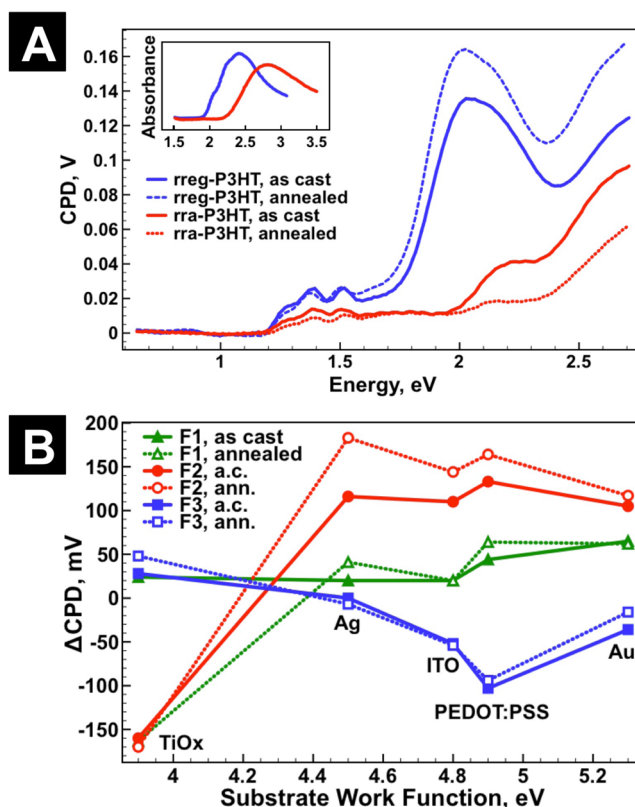 A
0.16
0.14
0.12
0.1
0.08
0.06
0.04
0.02
0
CPD, V
Absorbance
1.5 2.0 2.5 3.0 3.5
rreg-P3HT, as cast
rreg-P3HT, annealed
rra-P3HT, as cast
rra-P3HT, annealed
1 1.5 2 2.5
Energy, eV
B
200
150
100
50
0
-50
-100
-150
ΔCPD, mV
F1, as cast
F1, annealed
F2, a.c.
F2, ann.
F3, a.c.
F3, ann.
Ag
ITO
Au
PEDOT:PSS
TiOx
4 4.2 4.4 4.6 4.8 5 5.2
Substrate Work Function, eV